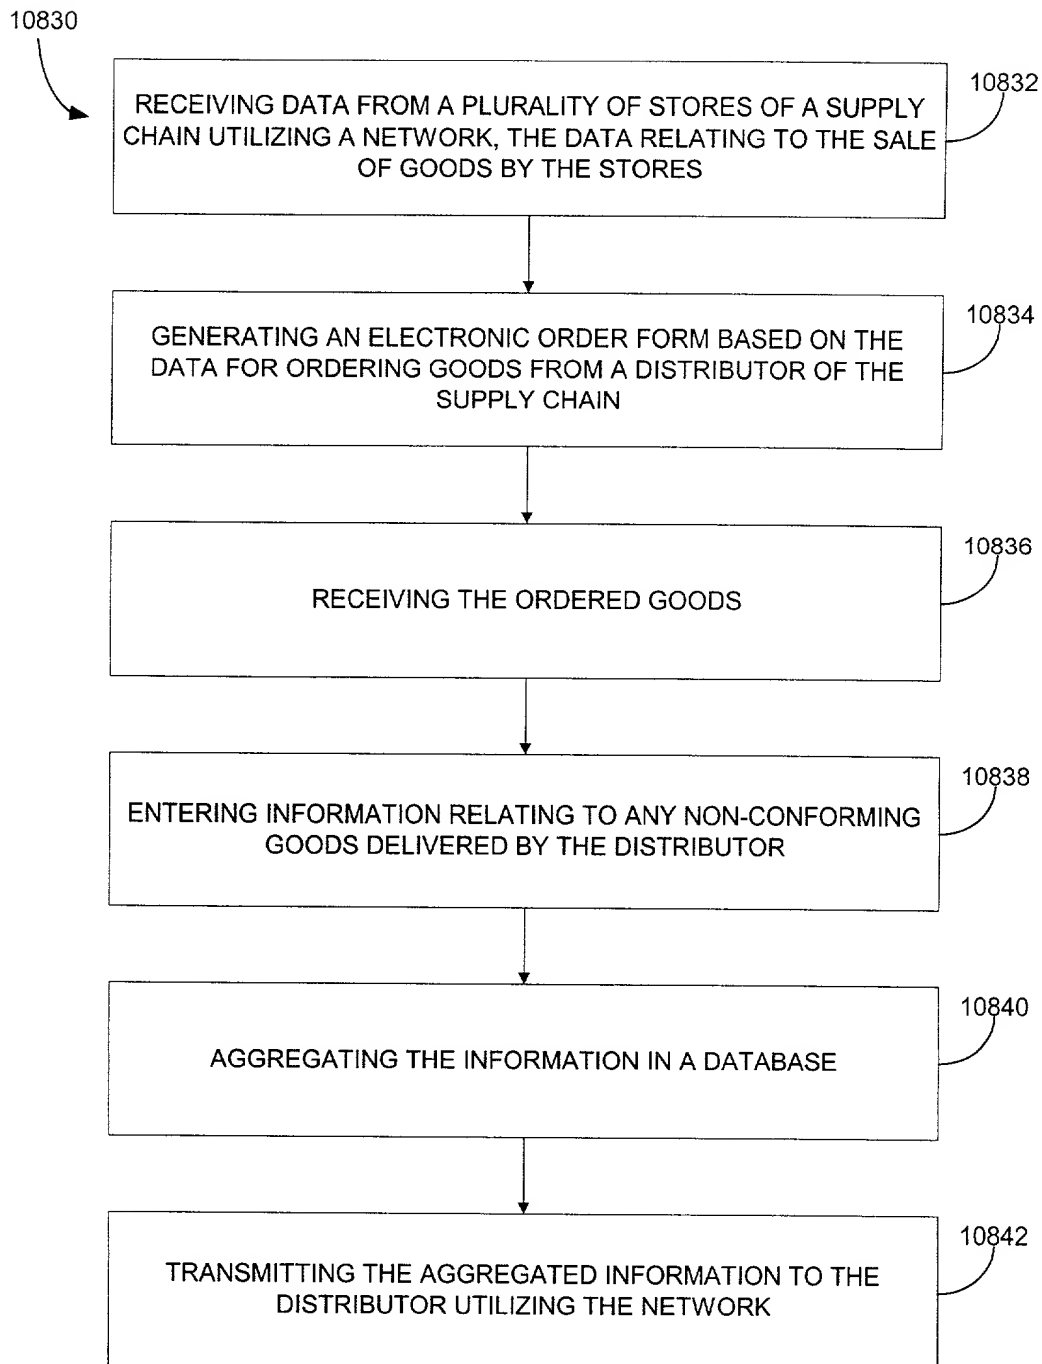 10830
10832
RECEIVING DATA FROM A PLURALITY OF STORES OF A SUPPLY
CHAIN UTILIZING A NETWORK, THE DATA RELATING TO THE SALE
OF GOODS BY THE STORES
10834
GENERATING AN ELECTRONIC ORDER FORM BASED ON THE
DATA FOR ORDERING GOODS FROM A DISTRIBUTOR OF THE
SUPPLY CHAIN
10836
RECEIVING THE ORDERED GOODS
10838
ENTERING INFORMATION RELATING TO ANY NON-CONFORMING
GOODS DELIVERED BY THE DISTRIBUTOR
10840
AGGREGATING THE INFORMATION IN A DATABASE
10842
TRANSMITTING THE AGGREGATED INFORMATION TO THE
DISTRIBUTOR UTILIZING THE NETWORK